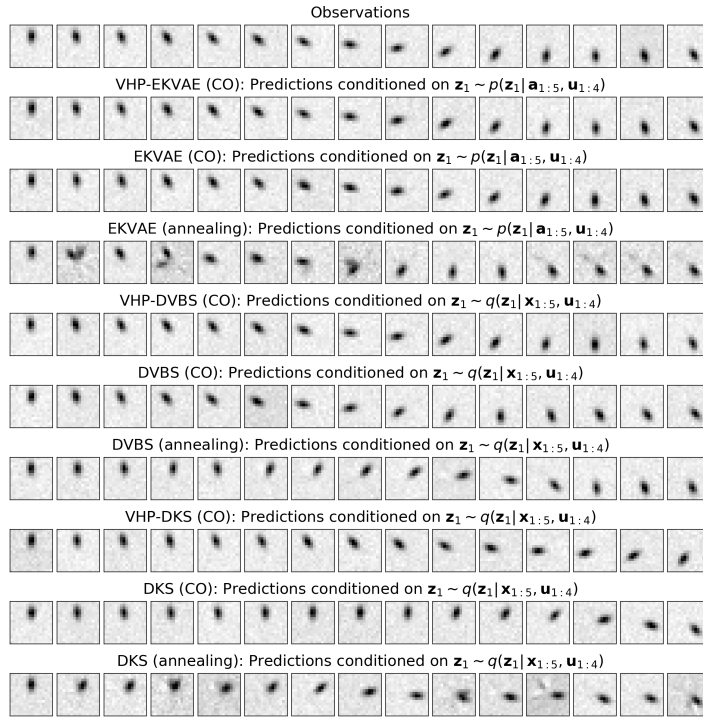 Observations
VHP-EKVAE (CO): Predictions conditioned on z₁ ~ p(z₁| a₁:₅, u₁:₄)
EKVAE (CO): Predictions conditioned on z₁ ~ p(z₁| a₁:₅, u₁:₄)
EKVAE (annealing): Predictions conditioned on z₁ ~ p(z₁| a₁:₅, u₁:₄)
VHP-DVBS (CO): Predictions conditioned on z₁ ~ q(z₁| x₁:₅, u₁:₄)
DVBS (CO): Predictions conditioned on z₁ ~ q(z₁| x₁:₅, u₁:₄)
DVBS (annealing): Predictions conditioned on z₁ ~ q(z₁| x₁:₅, u₁:₄)
VHP-DKS (CO): Predictions conditioned on z₁ ~ q(z₁| x₁:₅, u₁:₄)
DKS (CO): Predictions conditioned on z₁ ~ q(z₁| x₁:₅, u₁:₄)
DKS (annealing): Predictions conditioned on z₁ ~ q(z₁| x₁:₅, u₁:₄)